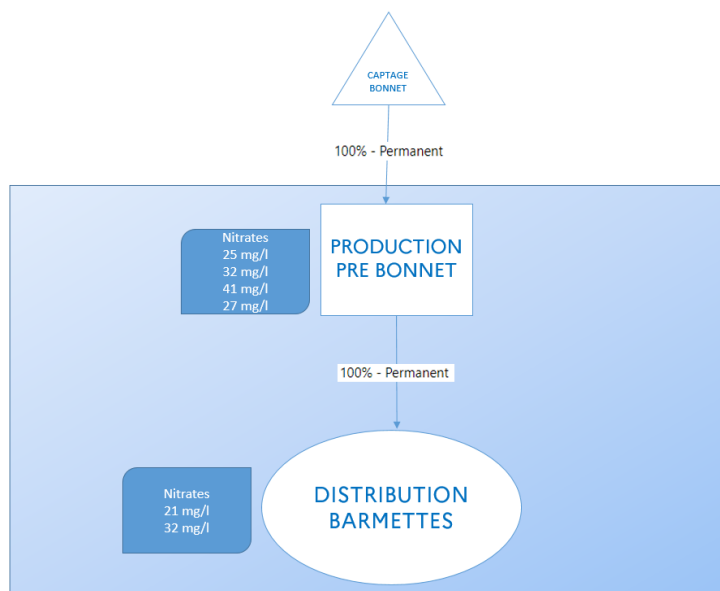 CAPTAGE
BONNET
100% - Permanent
Nitrates
25 mg/l
32 mg/l
41 mg/l
27 mg/l
PRODUCTION
PRE BONNET
100% - Permanent
Nitrates
21 mg/l
32 mg/l
DISTRIBUTION
BARMETTES